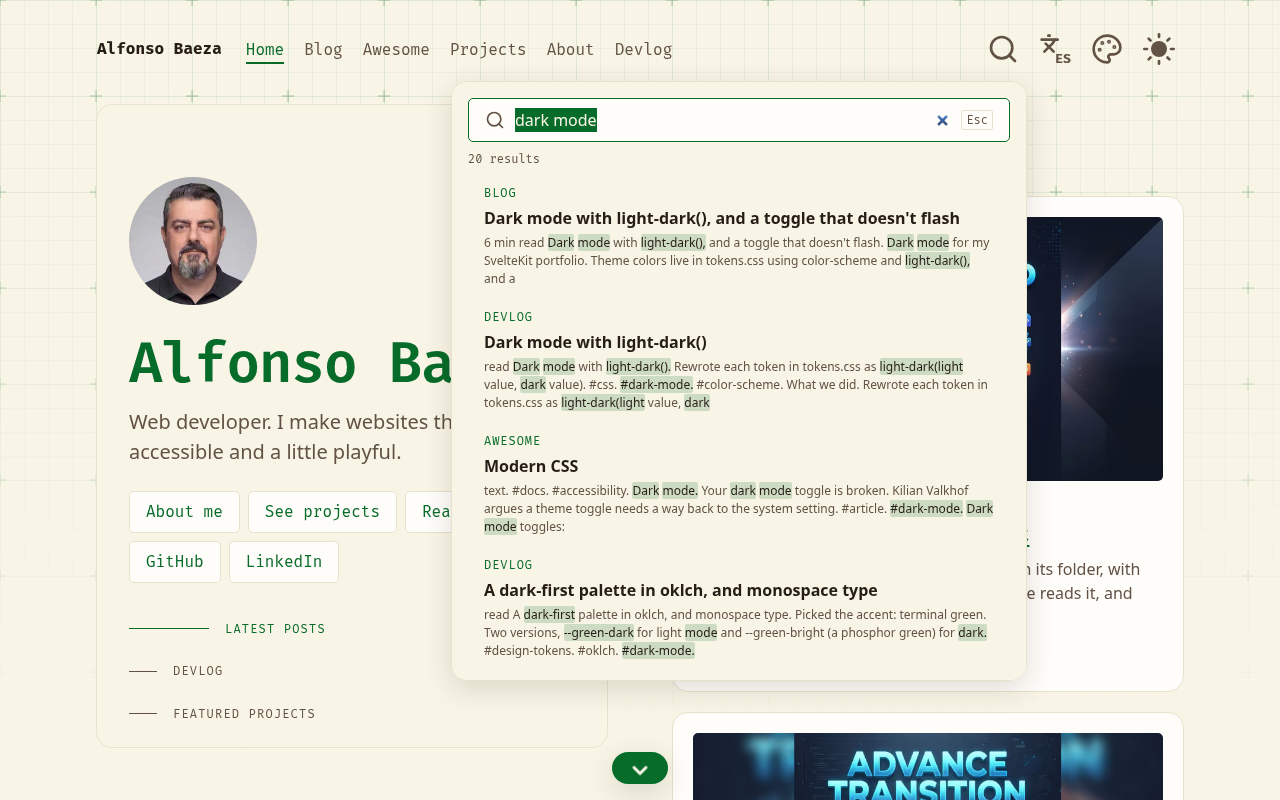 Alfonso Baeza
Home
Blog
Awesome
Projects
About
Devlog
ES
dark mode
Esc
20 results
BLOG
Dark mode with light-dark(), and a toggle that doesn't flash
6 min read Dark mode with light-dark(), and a toggle that doesn't flash. Dark mode for my
SvelteKit portfolio. Theme colors live in tokens.css using color-scheme and light-dark(),
and a
DEVLOG
Dark mode with light-dark()
read Dark mode with light-dark(). Rewrote each token in tokens.css as light-dark(light
value, dark value). #css. #dark-mode. #color-scheme. What we did. Rewrote each token in
tokens.css as light-dark(light value, dark
AWESOME
Modern CSS
text. #docs. #accessibility. Dark mode. Your dark mode toggle is broken. Kilian Valkhof
argues a theme toggle needs a way back to the system setting. #article. #dark-mode. Dark
mode toggles:
DEVLOG
A dark-first palette in oklch, and monospace type
read A dark-first palette in oklch, and monospace type. Picked the accent: terminal green.
Two versions, --green-dark for light mode and --green-bright (a phosphor green) for dark.
#design-tokens. #oklch. #dark-mode.
Alfonso Ba
Web developer. I make websites th
accessible and a little playful.
About me
See projects
Rea
GitHub
LinkedIn
LATEST POSTS
DEVLOG
FEATURED PROJECTS
n its folder, with
e reads it, and
ADVANCE
TRANSITION